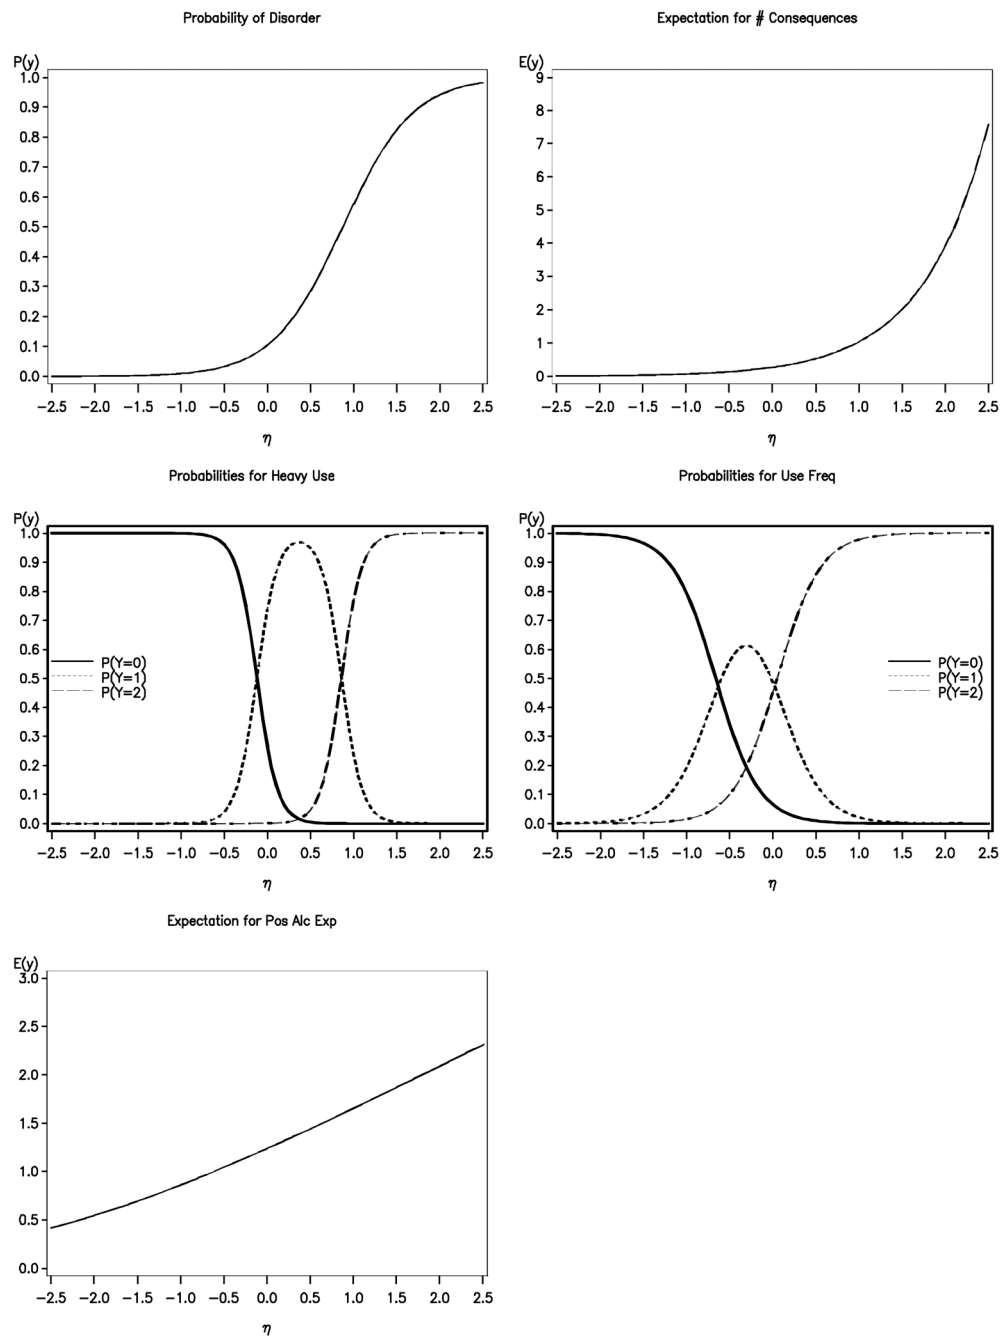 Probability of Disorder
P(y)
1.0
0.9
0.8
0.7
0.6
0.5
0.4
0.3
0.2
0.1
0.0
−2.5 −2.0 −1.5 −1.0 −0.5 0.0 0.5 1.0 1.5 2.0 2.5
η
Expectation for # Consequences
E(y)
9
8
7
6
5
4
3
2
1
0
−2.5 −2.0 −1.5 −1.0 −0.5 0.0 0.5 1.0 1.5 2.0 2.5
η
Probabilities for Heavy Use
P(y)
1.0
0.9
0.8
0.7
0.6
0.5
0.4
0.3
0.2
0.1
0.0
P(Y=0)
P(Y=1)
P(Y=2)
−2.5 −2.0 −1.5 −1.0 −0.5 0.0 0.5 1.0 1.5 2.0 2.5
η
Probabilities for Use Freq
P(y)
1.0
0.9
0.8
0.7
0.6
0.5
0.4
0.3
0.2
0.1
0.0
P(Y=0)
P(Y=1)
P(Y=2)
−2.5 −2.0 −1.5 −1.0 −0.5 0.0 0.5 1.0 1.5 2.0 2.5
η
Expectation for Pos Alc Exp
E(y)
3.0
2.5
2.0
1.5
1.0
0.5
0.0
−2.5 −2.0 −1.5 −1.0 −0.5 0.0 0.5 1.0 1.5 2.0 2.5
η